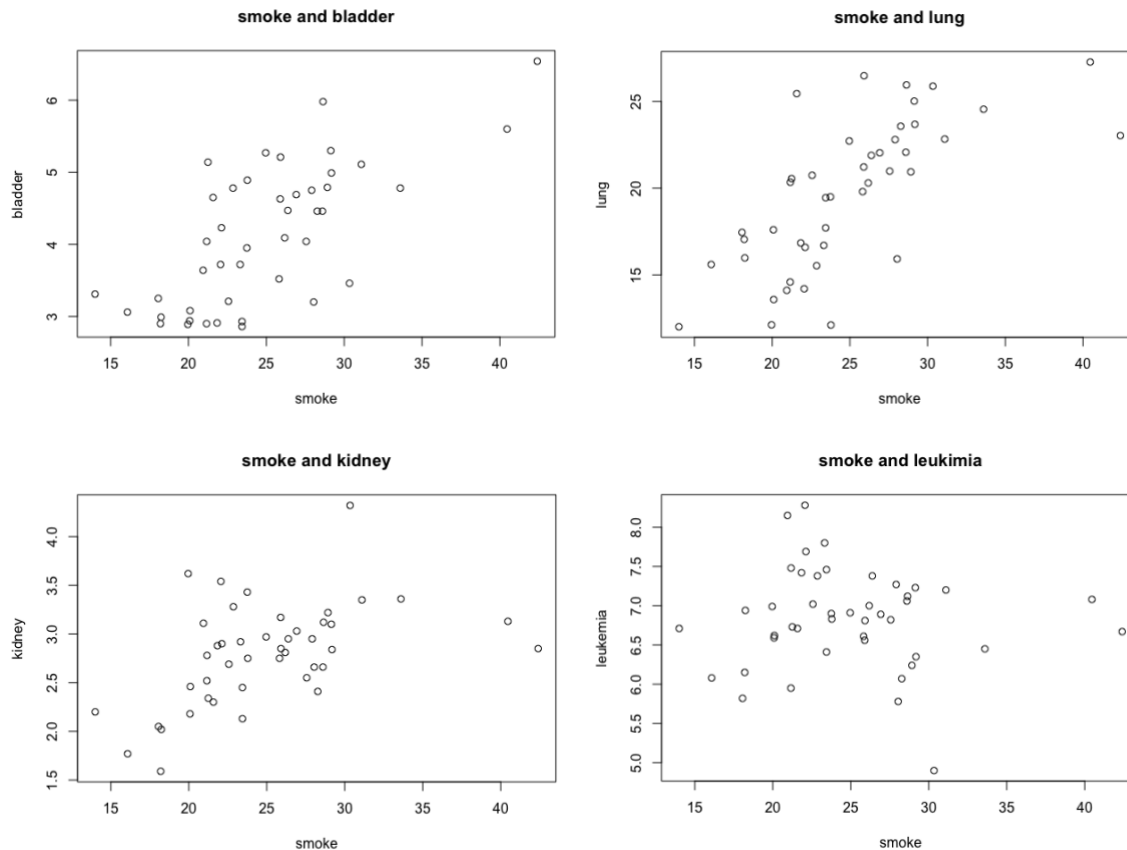 smoke and bladder
bladder
6
5
4
3
15 20 25 30 35 40
smoke
smoke and lung
lung
25
20
15
15 20 25 30 35 40
smoke
smoke and kidney
kidney
4.0
3.5
3.0
2.5
2.0
1.5
15 20 25 30 35 40
smoke
smoke and leukimia
leukemia
8.0
7.5
7.0
6.5
6.0
5.5
5.0
15 20 25 30 35 40
smoke